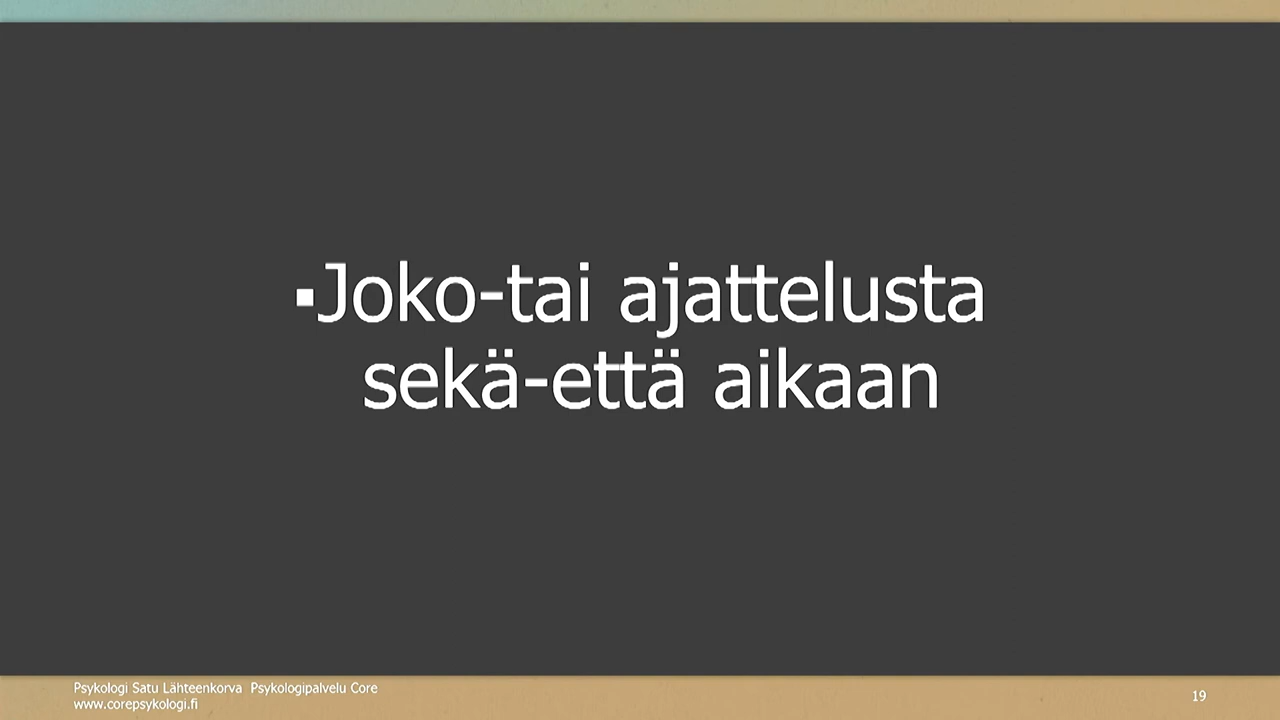 ▪Joko-tai ajattelusta
sekä-että aikaan
Psykologi Satu Lähteenkorva Psykologipalvelu Core
www.corepsykologi.fi
19